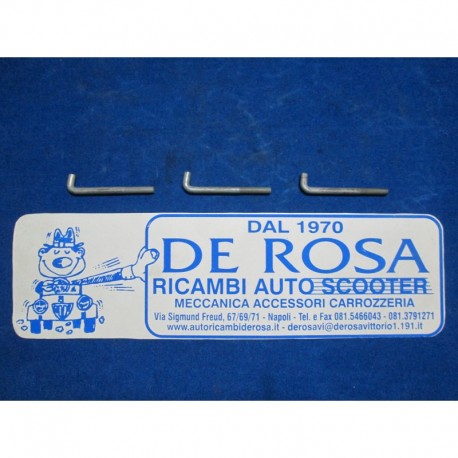 DAL 1970
DE ROSA
RICAMBI AUTO SCOOTER
MECCANICA ACCESSORI CARROZZERIA
Via Sigmund Freud, 67/69/71 - Napoli - Tel. e Fax 081.5466043 - 081.3791271
www.autoricambiderosa.it - derosavi@derosavittorio1.191.it